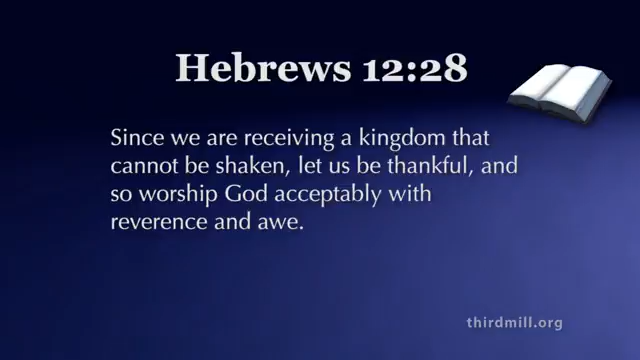 Hebrews 12:28
Since we are receiving a kingdom that
cannot be shaken, let us be thankful, and
so worship God acceptably with
reverence and awe.
thirdmill.org